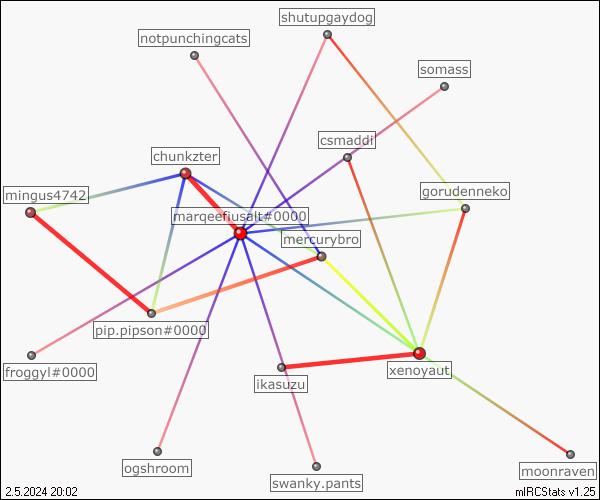 shutupgaydog
notpunchingcats
somass
csmaddi
chunkzter
mingus4742
gorudenneko
marqeefusalt#0000
mercurybro
pip.pipson#0000
froggyl#0000
xenoyaut
ikasuzu
ogshroom
moonraven
swanky.pants
2.5.2024 20:02
mIRCStats v1.25